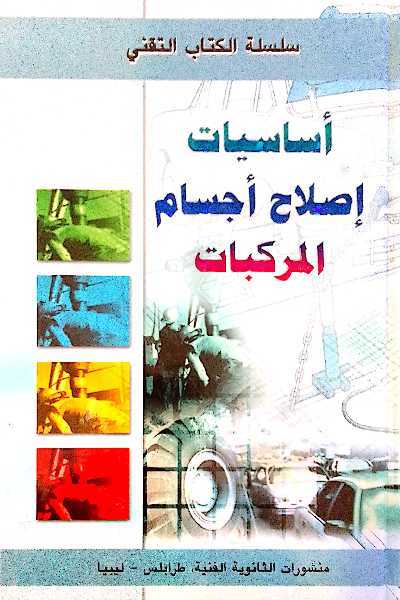 سلسلة الكتاب التقني
أساسيات
إصلاح أجسام
المركبات
منشورات الثانوية الفنية، طرابلس - ليبيا